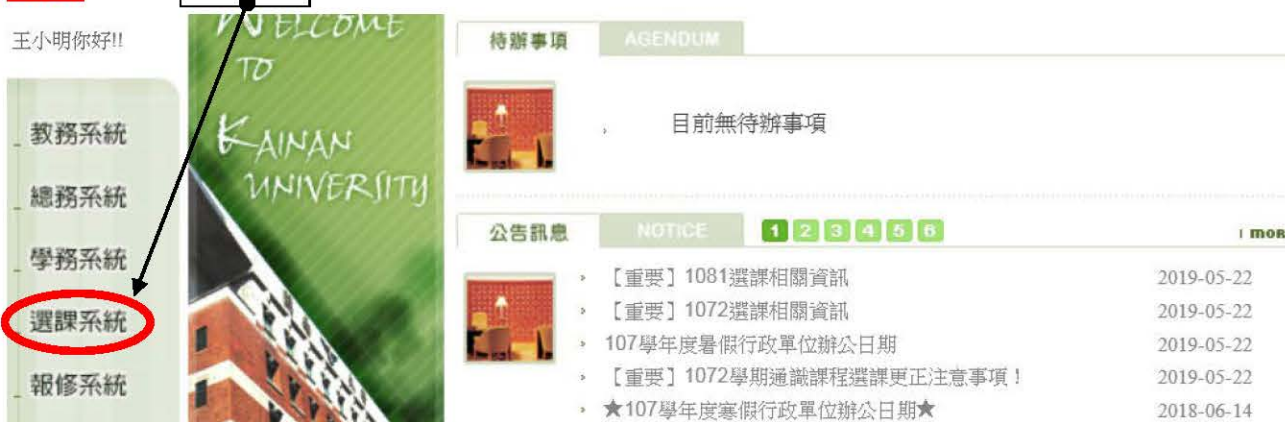 王小明你好!!
教務系統
總務系統
學務系統
選課系統
報修系統
WELCOME
TO
KAINAN
UNIVERSITY
待辦事項 AGENDUM
目前無待辦事項
公告訊息 NOTICE 1 2 3 4 5 6
【重要】1081選課相關資訊 2019-05-22
【重要】1072選課相關資訊 2019-05-22
107學年度暑假行政單位辦公日期 2019-05-22
【重要】1072學期通識課程選課更正注意事項! 2019-05-22
★107學年度寒假行政單位辦公日期★ 2018-06-14